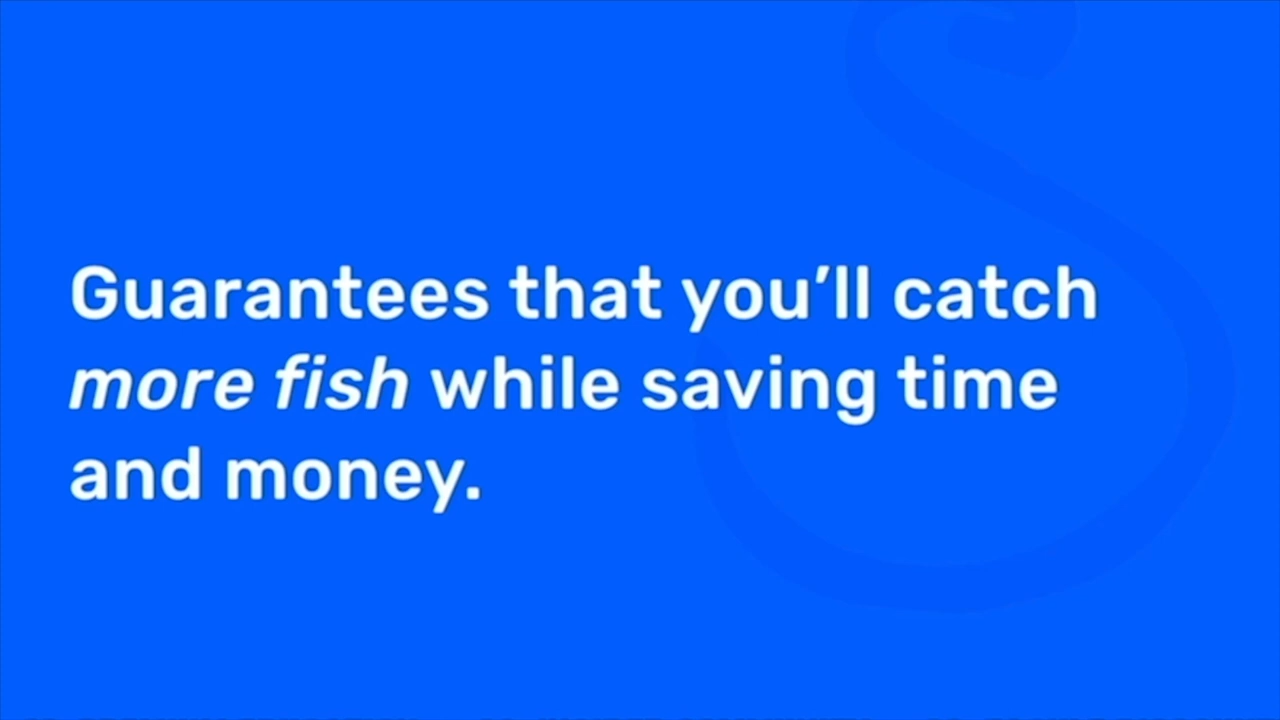 Guarantees that you’ll catch
more fish while saving time
and money.